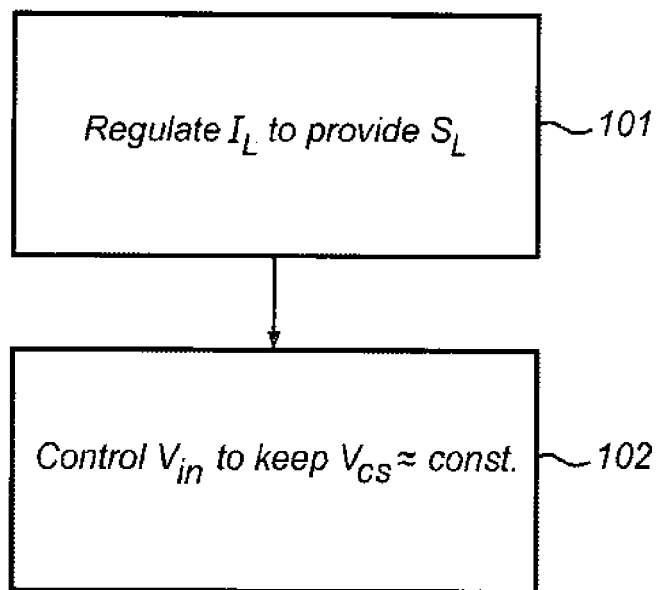 Regulate I_L to provide S_L
101
Control V_in to keep V_cs ≈ const.
102